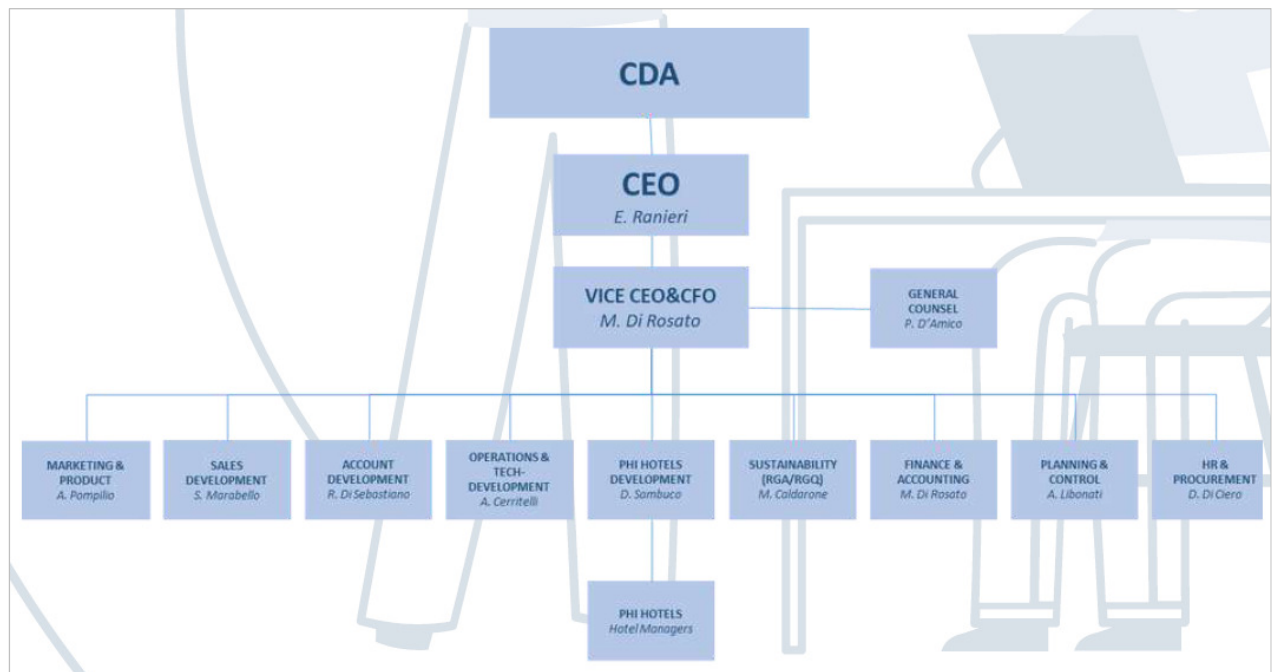 CDA
CEO
E. Ranieri
VICE CEO&CFO
M. Di Rosato
GENERAL
COUNSEL
P. D'Amico
MARKETING &
PRODUCT
A. Pompilio
SALES
DEVELOPMENT
S. Marabello
ACCOUNT
DEVELOPMENT
R. Di Sebastiano
OPERATIONS &
TECH-
DEVELOPMENT
A. Cerritelli
PHI HOTELS
DEVELOPMENT
D. Sambuco
SUSTAINABILITY
(RGA/RGQ)
M. Caldarone
FINANCE &
ACCOUNTING
M. Di Rosato
PLANNING &
CONTROL
A. Libonati
HR &
PROCUREMENT
D. Di Ciero
PHI HOTELS
Hotel Managers